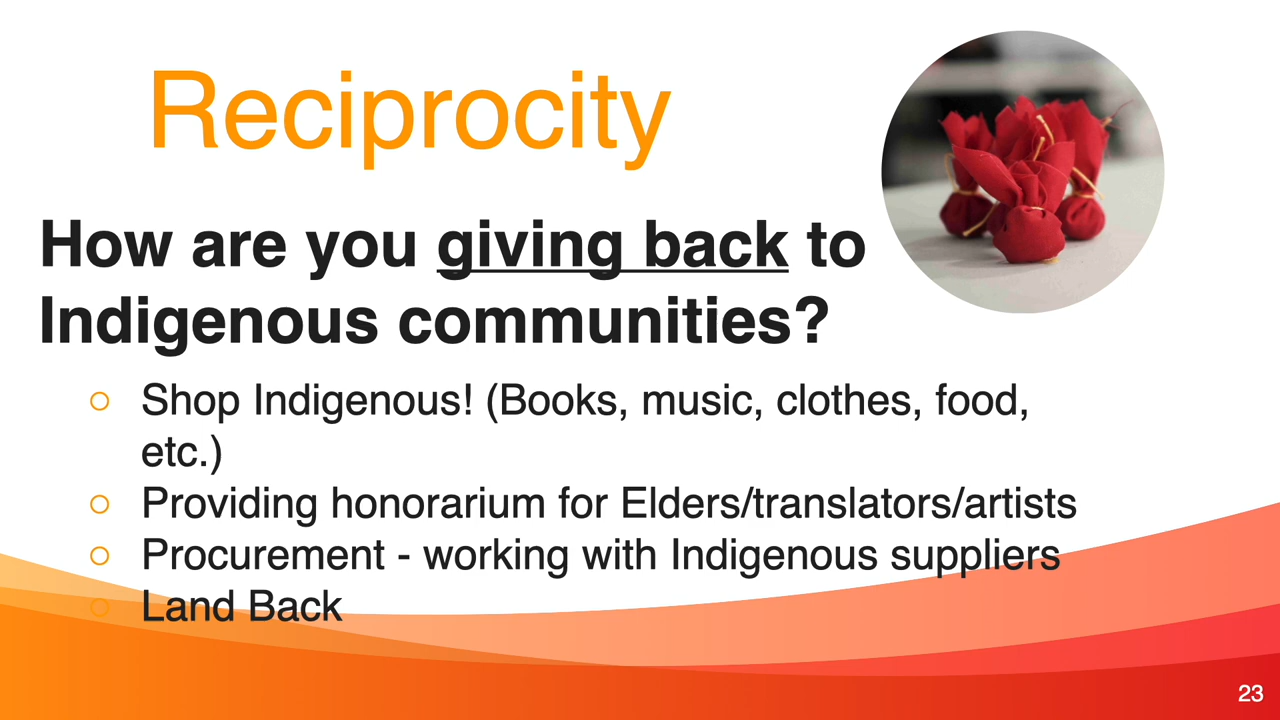 Reciprocity
How are you giving back to
Indigenous communities?
○ Shop Indigenous! (Books, music, clothes, food,
etc.)
○ Providing honorarium for Elders/translators/artists
○ Procurement - working with Indigenous suppliers
○ Land Back
23